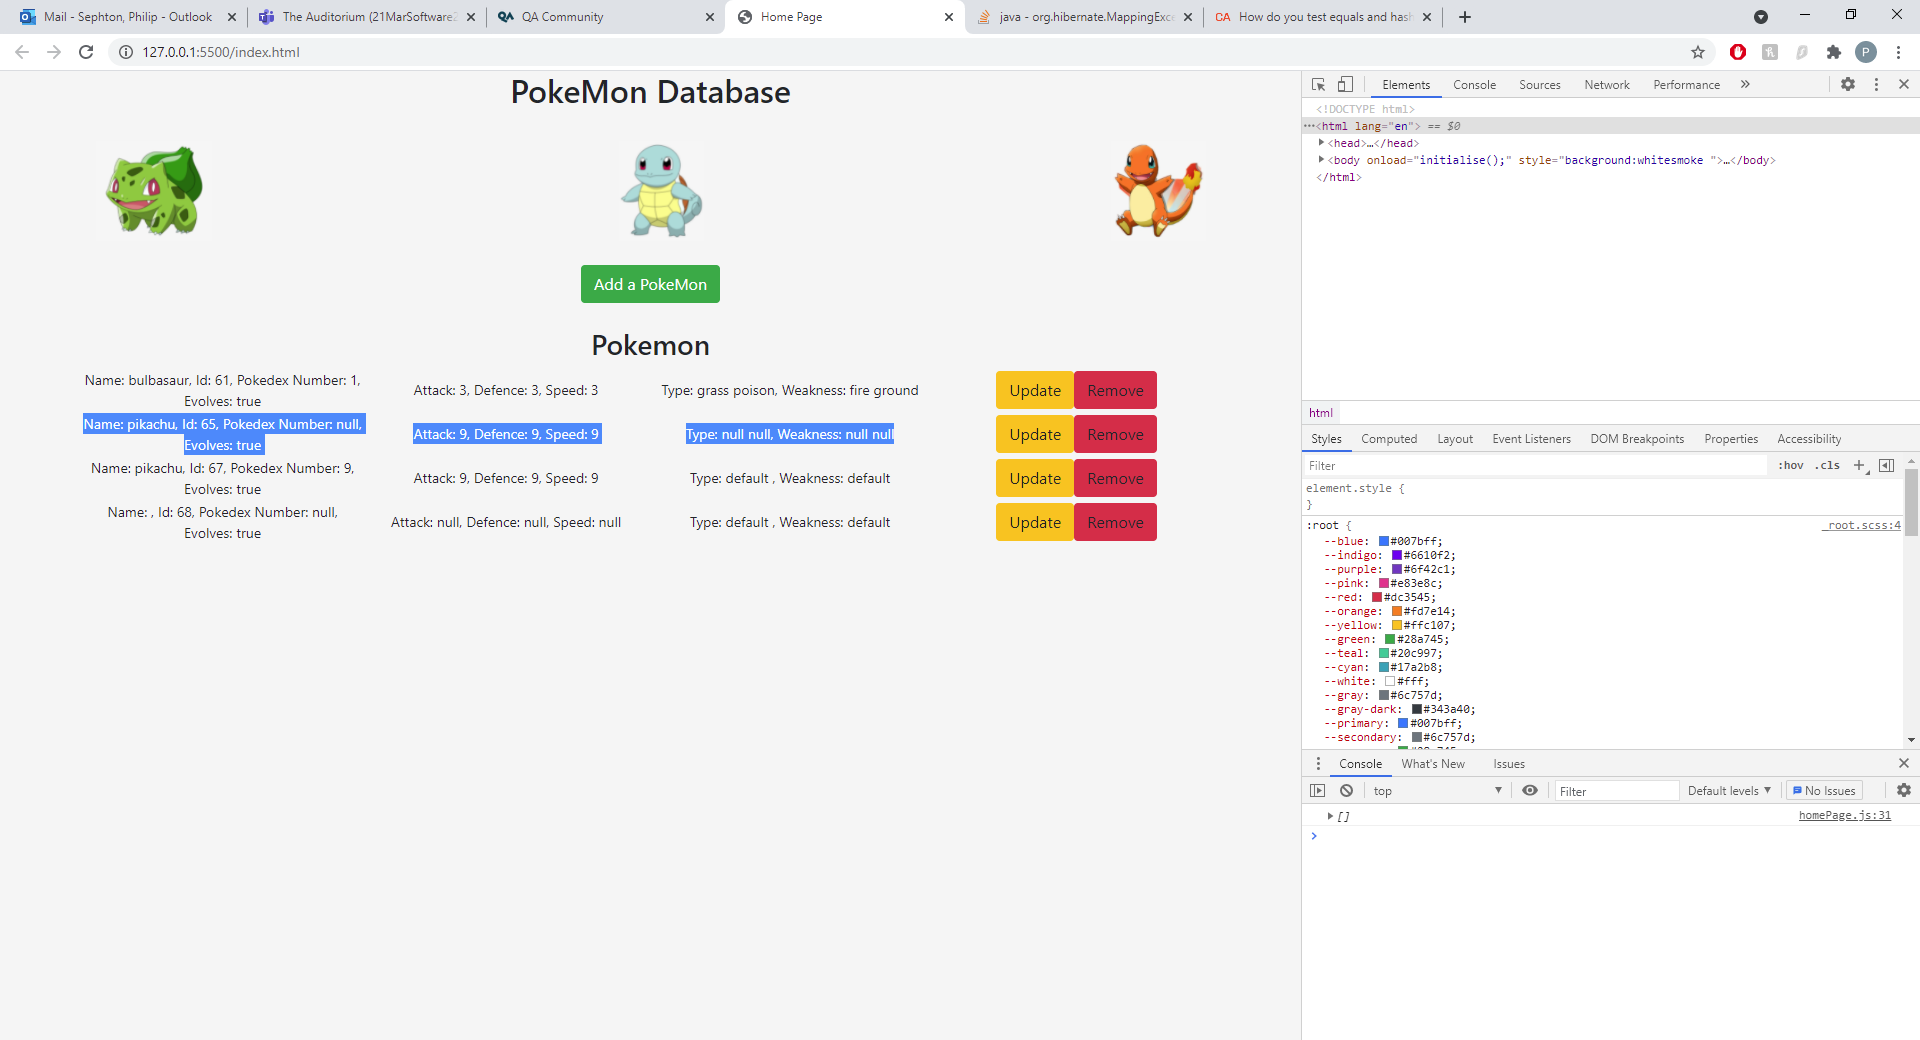 Mail - Sephton, Philip - Outlook
The Auditorium (21MarSoftware2
QA QA Community
Home Page
java - org.hibernate.MappingExce
CA How do you test equals and hash
127.0.0.1:5500/index.html
P
PokeMon Database
Add a PokeMon
Pokemon
Name: bulbasaur, Id: 61, Pokedex Number: 1,
Evolves: true
Attack: 3, Defence: 3, Speed: 3
Type: grass poison, Weakness: fire ground
Update
Remove
Name: pikachu, Id: 65, Pokedex Number: null,
Evolves: true
Attack: 9, Defence: 9, Speed: 9
Type: null null, Weakness: null null
Update
Remove
Name: pikachu, Id: 67, Pokedex Number: 9,
Evolves: true
Attack: 9, Defence: 9, Speed: 9
Type: default , Weakness: default
Update
Remove
Name: , Id: 68, Pokedex Number: null,
Evolves: true
Attack: null, Defence: null, Speed: null
Type: default , Weakness: default
Update
Remove
Elements Console Sources Network Performance »
<!DOCTYPE html>
···<html lang="en"> == $0
<head>…</head>
<body onload="initialise();" style="background:whitesmoke ">…</body>
</html>
html
Styles Computed Layout Event Listeners DOM Breakpoints Properties Accessibility
Filter :hov .cls +
element.style {
}
:root { _root.scss:4
--blue: #007bff;
--indigo: #6610f2;
--purple: #6f42c1;
--pink: #e83e8c;
--red: #dc3545;
--orange: #fd7e14;
--yellow: #ffc107;
--green: #28a745;
--teal: #20c997;
--cyan: #17a2b8;
--white: #fff;
--gray: #6c757d;
--gray-dark: #343a40;
--primary: #007bff;
--secondary: #6c757d;
Console What's New Issues
top Filter Default levels No Issues
[] homePage.js:31